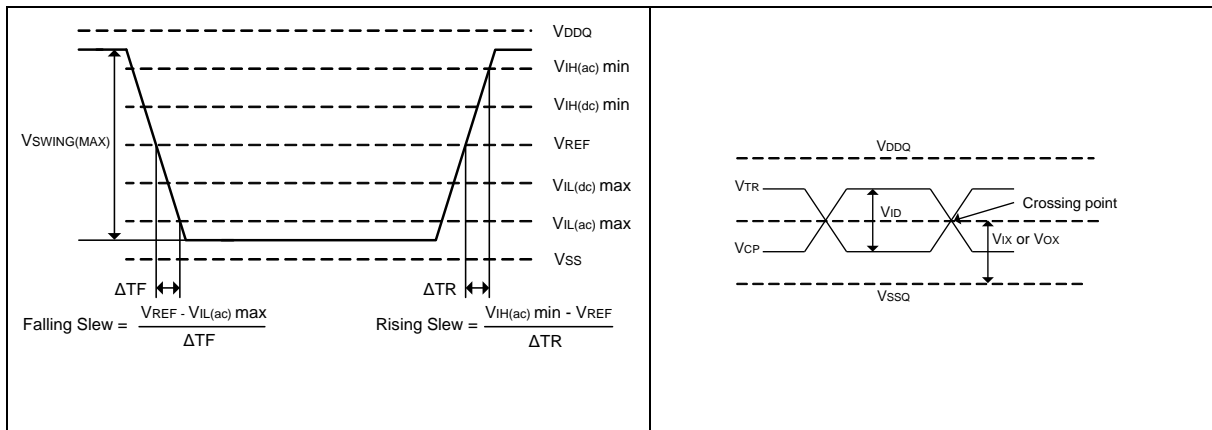 VDDQ
VIH(ac) min
VIH(dc) min
VSWING(MAX)
VREF
VIL(dc) max
VIL(ac) max
VSS
ΔTF
ΔTR
Falling Slew = VREF - VIL(ac) max
ΔTF
Rising Slew = VIH(ac) min - VREF
ΔTR
VDDQ
VTR
VID
Crossing point
VCP
VIX or VOX
VSSQ